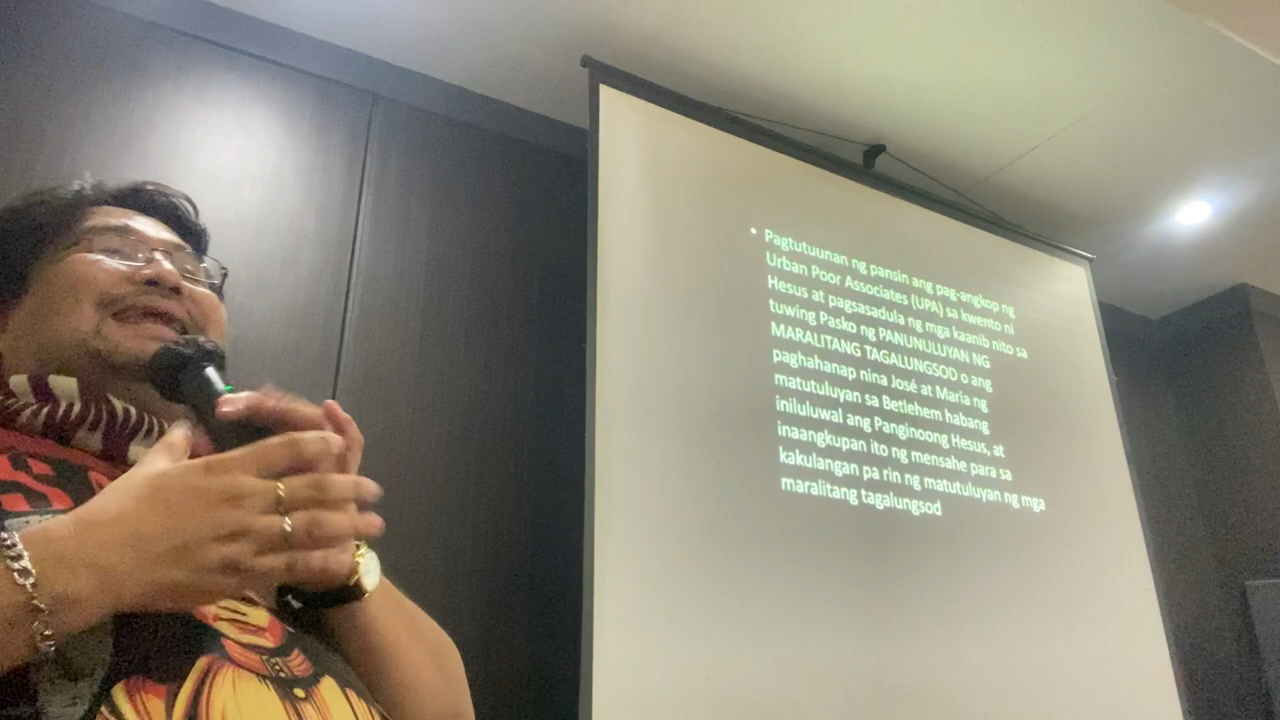 • Pagtutuunan ng pansin ang pag-angkop ng
Urban Poor Associates (UPA) sa kwento ni
Hesus at pagsasadula ng mga kaanib nito sa
tuwing Pasko ng PANUNULUYAN NG
MARALITANG TAGALUNGSOD o ang
paghahanap nina José at Maria ng
matutuluyan sa Betlehem habang
iniluluwal ang Panginoong Hesus, at
inaangkupan ito ng mensahe para sa
kakulangan pa rin ng matutuluyan ng mga
maralitang tagalungsod